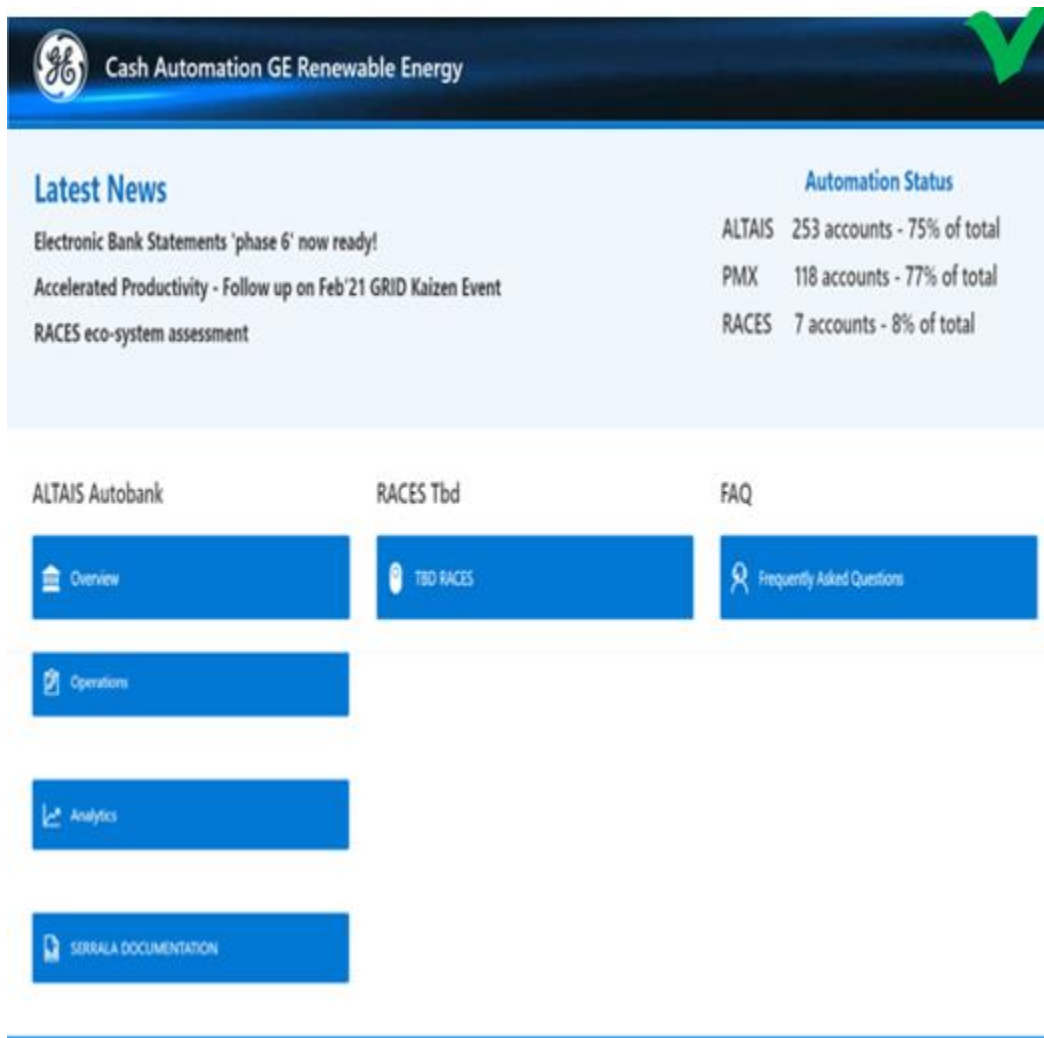 Cash Automation GE Renewable Energy
Latest News
Electronic Bank Statements 'phase 6' now ready!
Accelerated Productivity - Follow up on Feb'21 GRID Kaizen Event
RACES eco-system assessment
Automation Status
ALTAIS 253 accounts - 75% of total
PMX 118 accounts - 77% of total
RACES 7 accounts - 8% of total
ALTAIS Autobank
Overview
Operations
Analytics
SERRALA DOCUMENTATION
RACES Tbd
TBD RACES
FAQ
Frequently Asked Questions